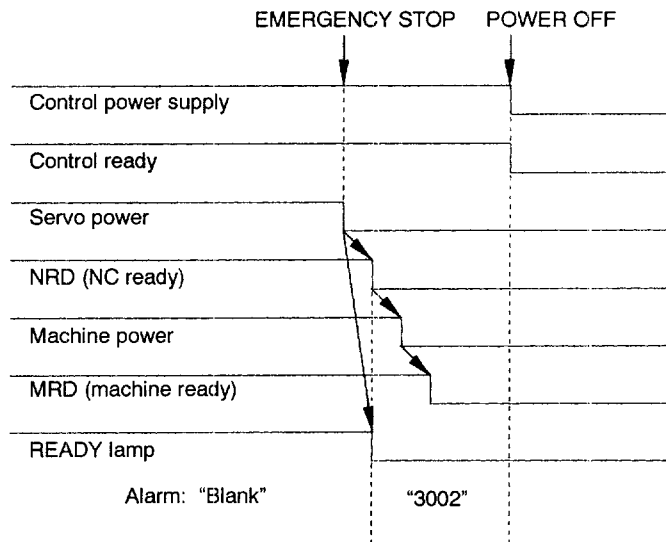 EMERGENCY STOP POWER OFF
Control power supply
Control ready
Servo power
NRD (NC ready)
Machine power
MRD (machine ready)
READY lamp
Alarm: "Blank" "3002"